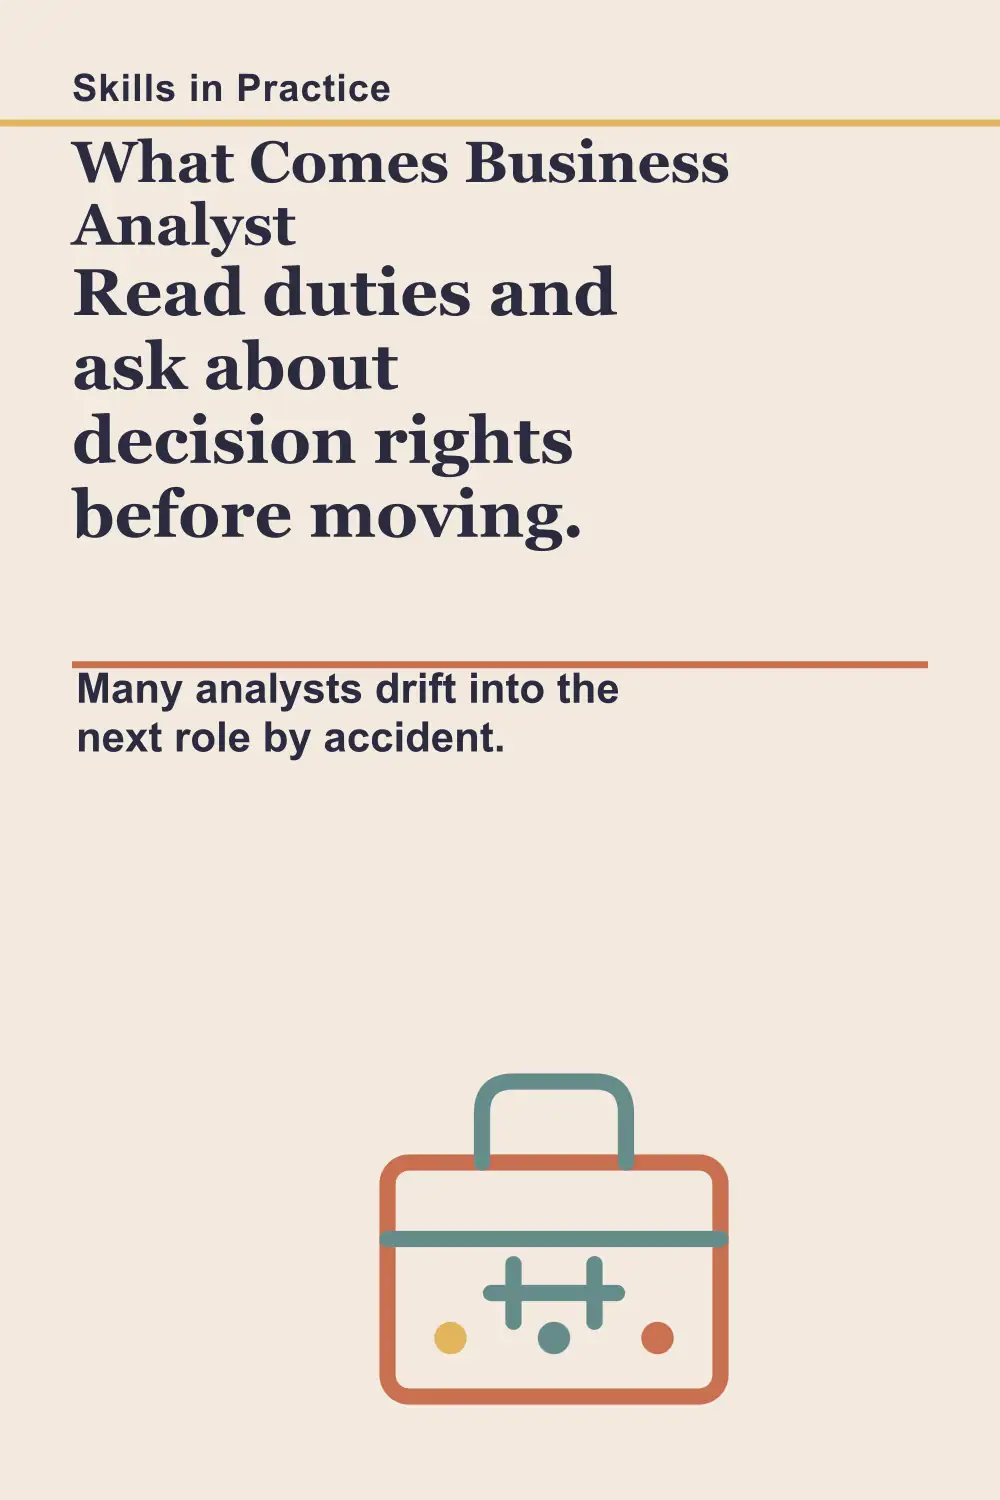 Skills in Practice
What Comes Business
Analyst
Read duties and
ask about
decision rights
before moving.
Many analysts drift into the
next role by accident.